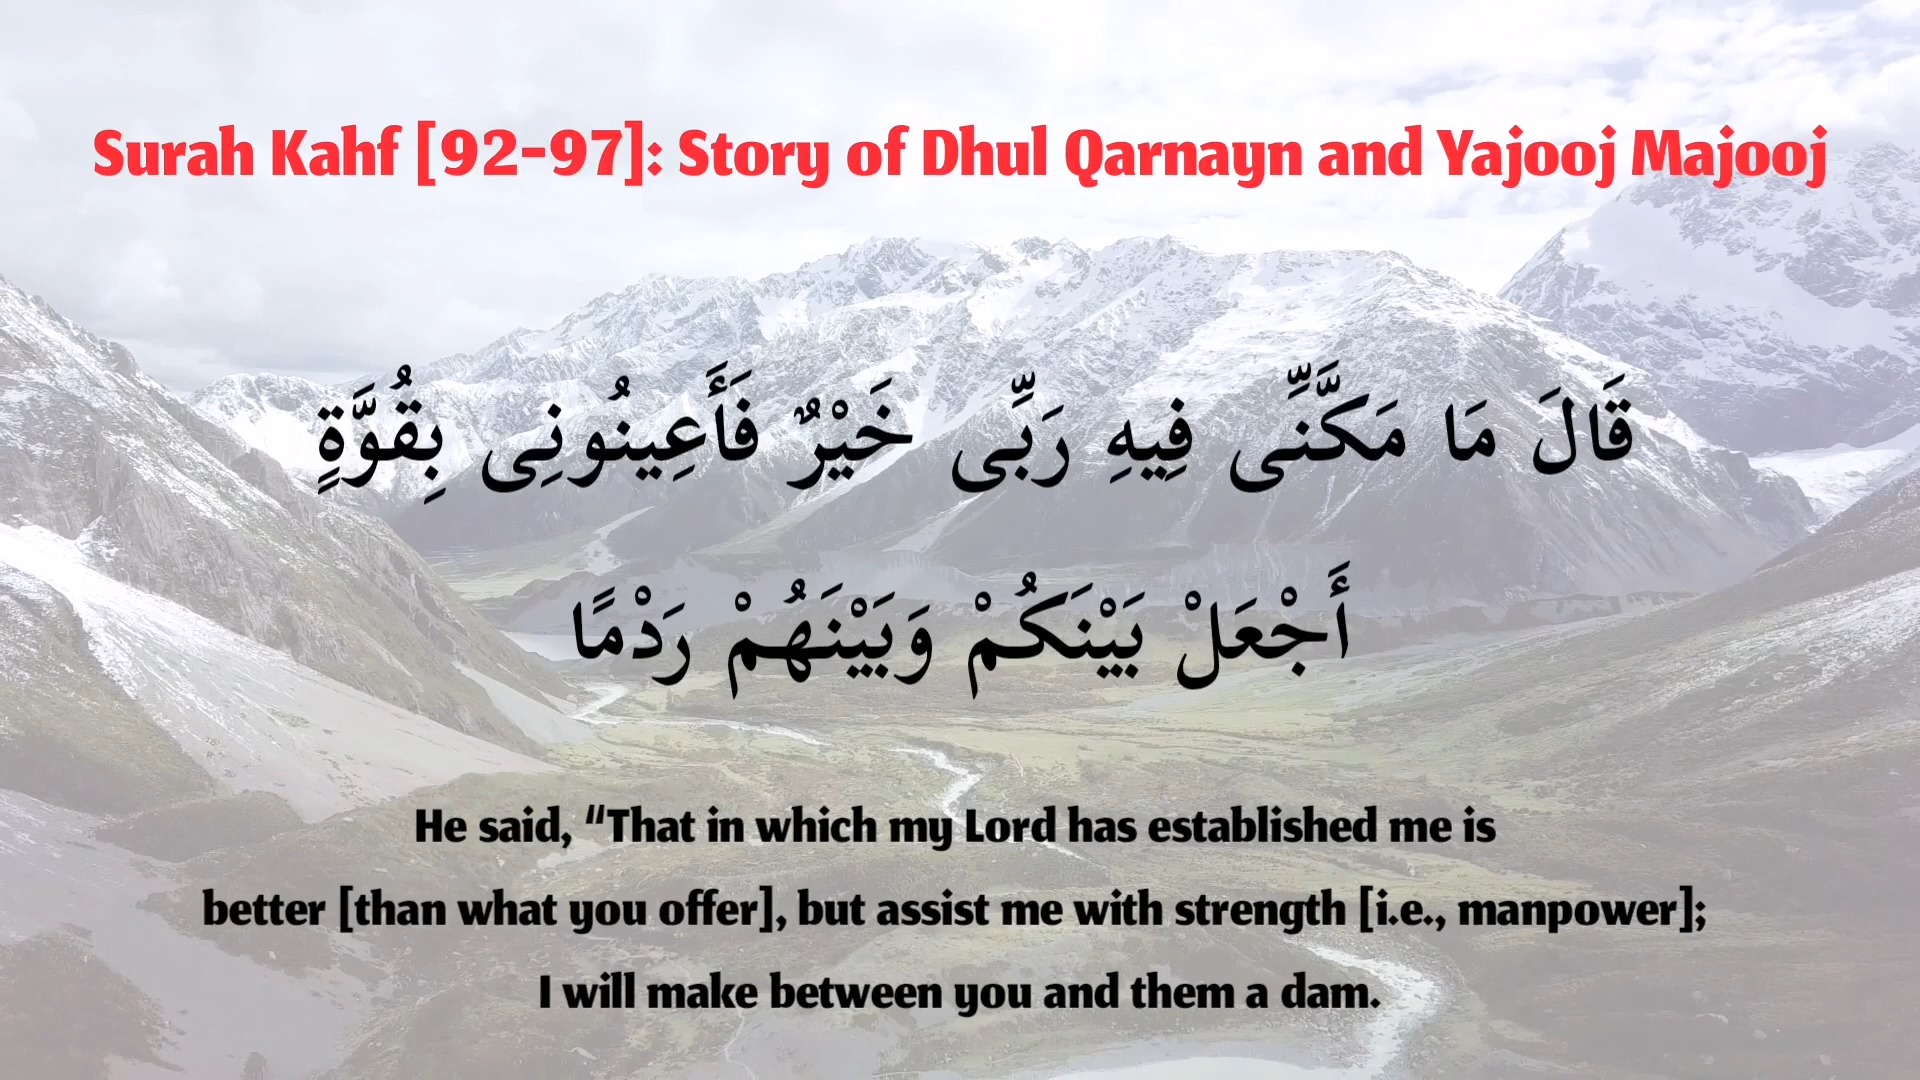 Surah Kahf [92-97]: Story of Dhul Qarnayn and Yajooj Majooj
قَالَ مَا مَكَّنِّى فِيهِ رَبِّى خَيْرٌ فَأَعِينُونِى بِقُوَّةٍ
أَجْعَلْ بَيْنَكُمْ وَبَيْنَهُمْ رَدْمًا
He said, “That in which my Lord has established me is
better [than what you offer], but assist me with strength [i.e., manpower];
I will make between you and them a dam.